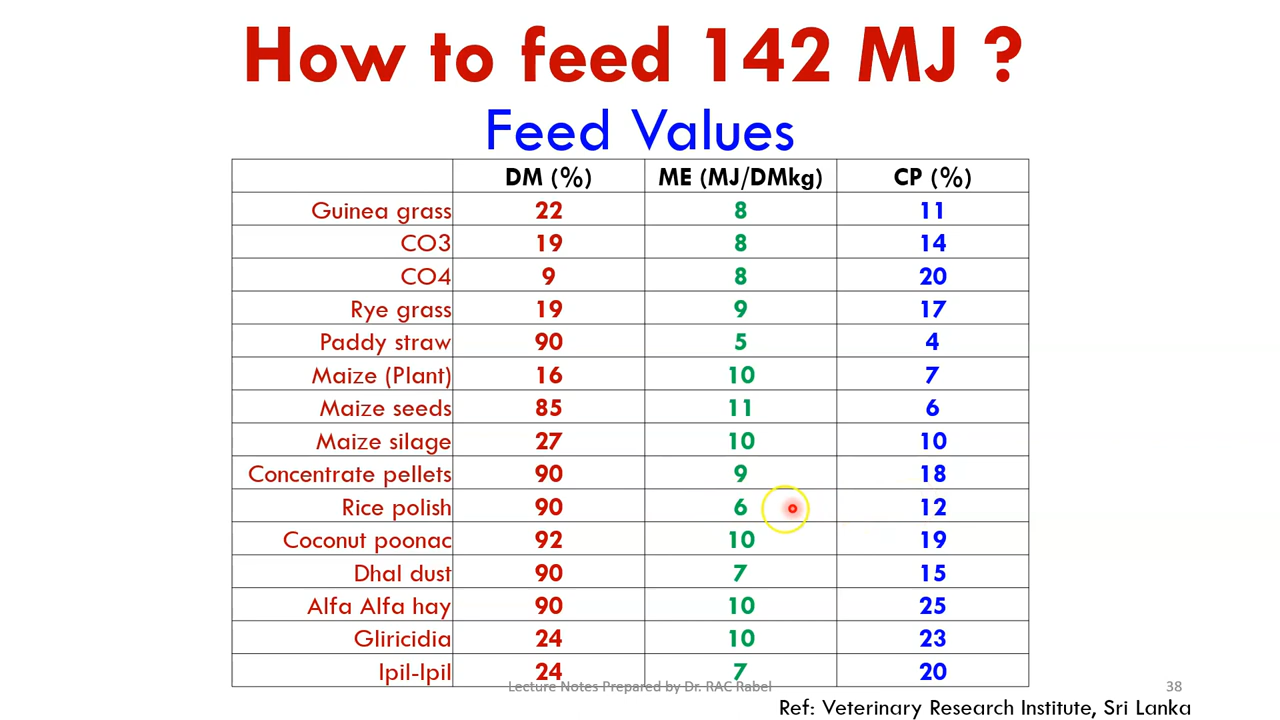 How to feed 142 MJ ?
Feed Values
DM (%) ME (MJ/DMkg) CP (%)
Guinea grass 22 8 11
CO3 19 8 14
CO4 9 8 20
Rye grass 19 9 17
Paddy straw 90 5 4
Maize (Plant) 16 10 7
Maize seeds 85 11 6
Maize silage 27 10 10
Concentrate pellets 90 9 18
Rice polish 90 6 12
Coconut poonac 92 10 19
Dhal dust 90 7 15
Alfa Alfa hay 90 10 25
Gliricidia 24 10 23
Ipil-Ipil 24 7 20
Lecture Notes Prepared by Dr. RAC Rabel 38
Ref: Veterinary Research Institute, Sri Lanka